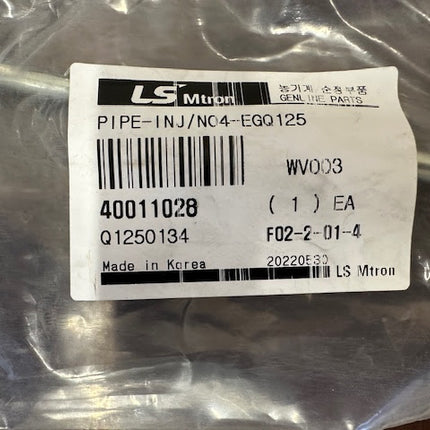 LS Mtron
농기계 순정부품
GENUINE PARTS
PIPE-INJ/NO4-EGQ125
WV003
40011028
( 1 ) EA
Q1250134
F02-2-01-4
Made in Korea
20220530
LS Mtron